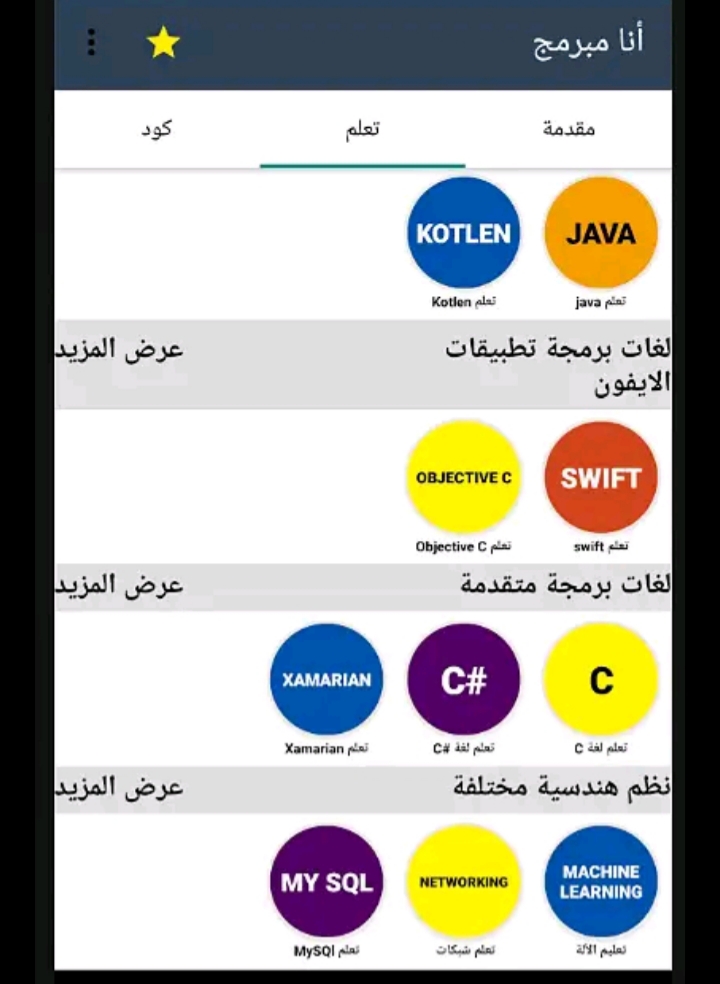 أنا مبرمج
مقدمة
تعلم
كود
JAVA
KOTLEN
تعلم java
تعلم Kotlen
لغات برمجة تطبيقات
الايفون
عرض المزيد
SWIFT
OBJECTIVE C
تعلم swift
تعلم Objective C
لغات برمجة متقدمة
عرض المزيد
C
C#
XAMARIAN
تعلم لغة C
تعلم لغة C#
تعلم Xamarian
نظم هندسية مختلفة
عرض المزيد
MACHINE
LEARNING
NETWORKING
MY SQL
تعليم الألة
تعلم شبكات
تعلم MySQl